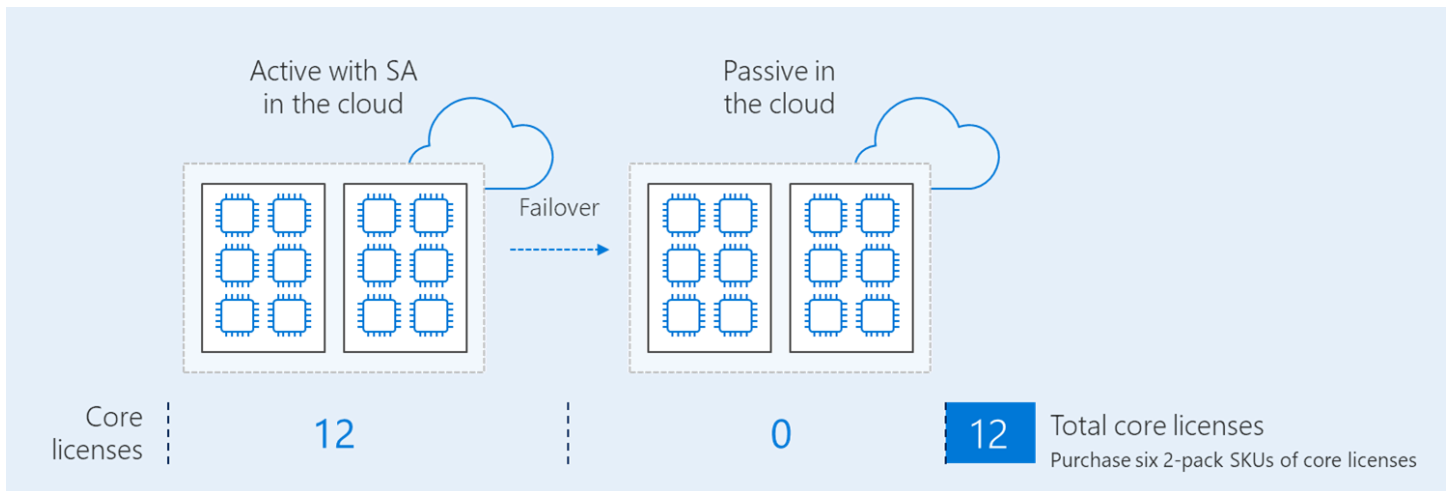 Active with SA
in the cloud
Passive in
the cloud
Failover
Core
licenses
12
0
12
Total core licenses
Purchase six 2-pack SKUs of core licenses